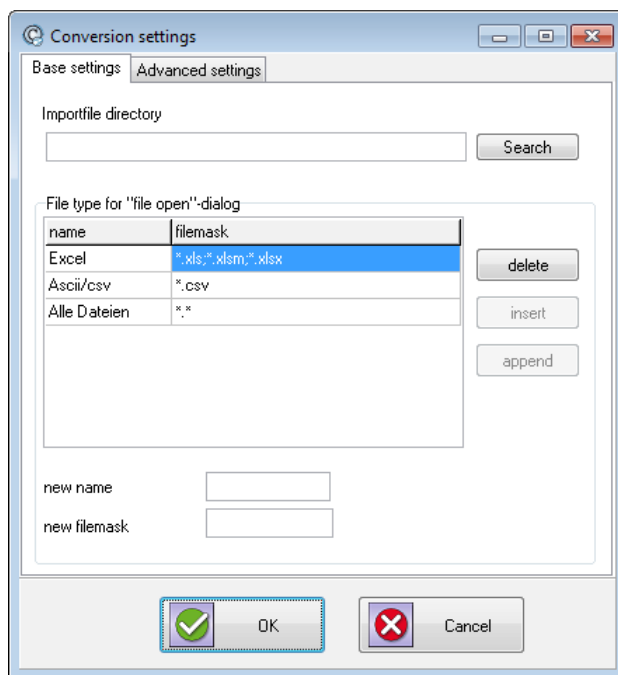 Conversion settings
Base settings Advanced settings
Importfile directory
Search
File type for "file open"-dialog
name filemask
Excel *.xls;*.xlsm;*.xlsx
Ascii/csv *.csv
Alle Dateien *.*
delete
insert
append
new name
new filemask
OK Cancel